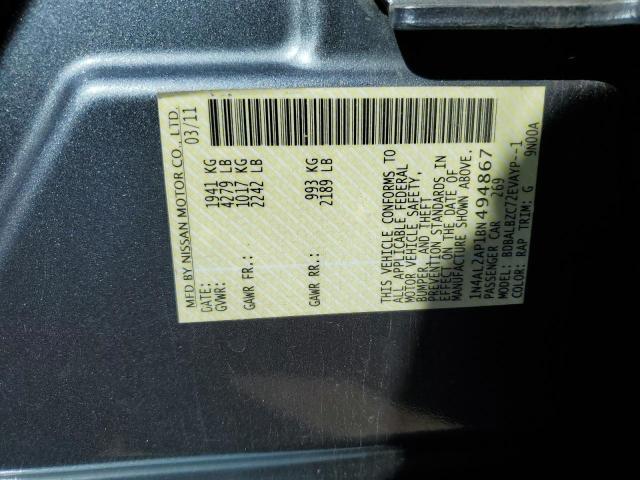 MFD BY NISSAN MOTOR CO., LTD.
DATE: 03/11
GVWR: 1941 KG
4279 LB
GAWR FR.: 1017 KG
2242 LB
GAWR RR.: 993 KG
2189 LB
THIS VEHICLE CONFORMS TO
ALL APPLICABLE FEDERAL
MOTOR VEHICLE SAFETY,
BUMPER, AND THEFT
PREVENTION STANDARDS IN
EFFECT ON THE DATE OF
MANUFACTURE SHOWN ABOVE.
1N4AL2AP1BN494867
PASSENGER CAR 269
MODEL: BDBALBZC72EVAYP--1
COLOR: RAP TRIM: G 9N00A